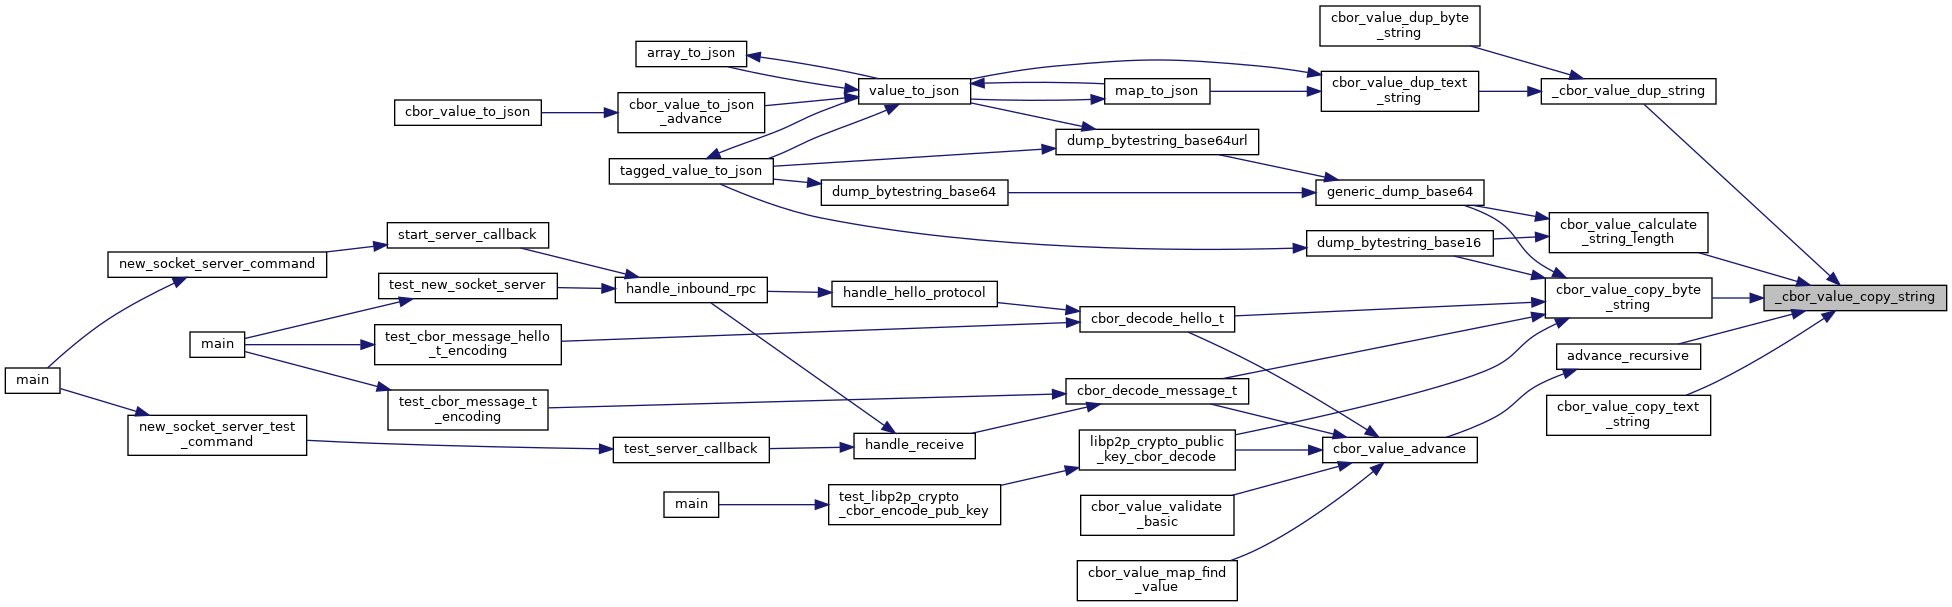 cbor_value_dup_byte
_string
array_to_json
value_to_json
map_to_json
cbor_value_dup_text
_string
_cbor_value_dup_string
cbor_value_to_json
cbor_value_to_json
_advance
dump_bytestring_base64url
tagged_value_to_json
dump_bytestring_base64
generic_dump_base64
start_server_callback
cbor_value_calculate
_string_length
dump_bytestring_base16
new_socket_server_command
test_new_socket_server
handle_inbound_rpc
handle_hello_protocol
cbor_value_copy_byte
_string
_cbor_value_copy_string
cbor_decode_hello_t
main
test_cbor_message_hello
_t_encoding
advance_recursive
main
cbor_decode_message_t
test_cbor_message_t
_encoding
cbor_value_copy_text
_string
new_socket_server_test
_command
test_server_callback
handle_receive
libp2p_crypto_public
_key_cbor_decode
cbor_value_advance
main
test_libp2p_crypto
_cbor_encode_pub_key
cbor_value_validate
_basic
cbor_value_map_find
_value